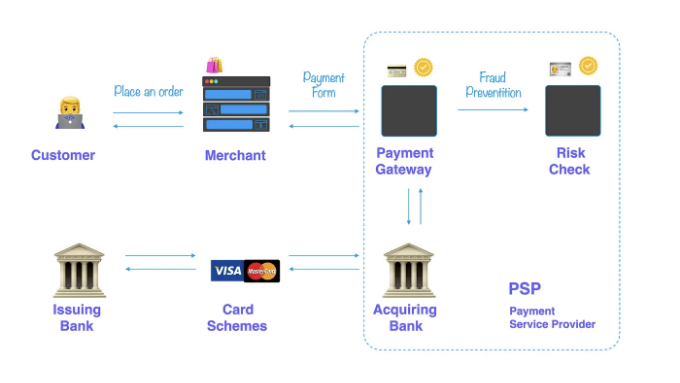 Place an order
Payment
Form
Fraud
Preventition
Customer
Merchant
Payment
Gateway
Risk
Check
VISA
MasterCard
Issuing
Bank
Card
Schemes
Acquiring
Bank
PSP
Payment
Service Provider